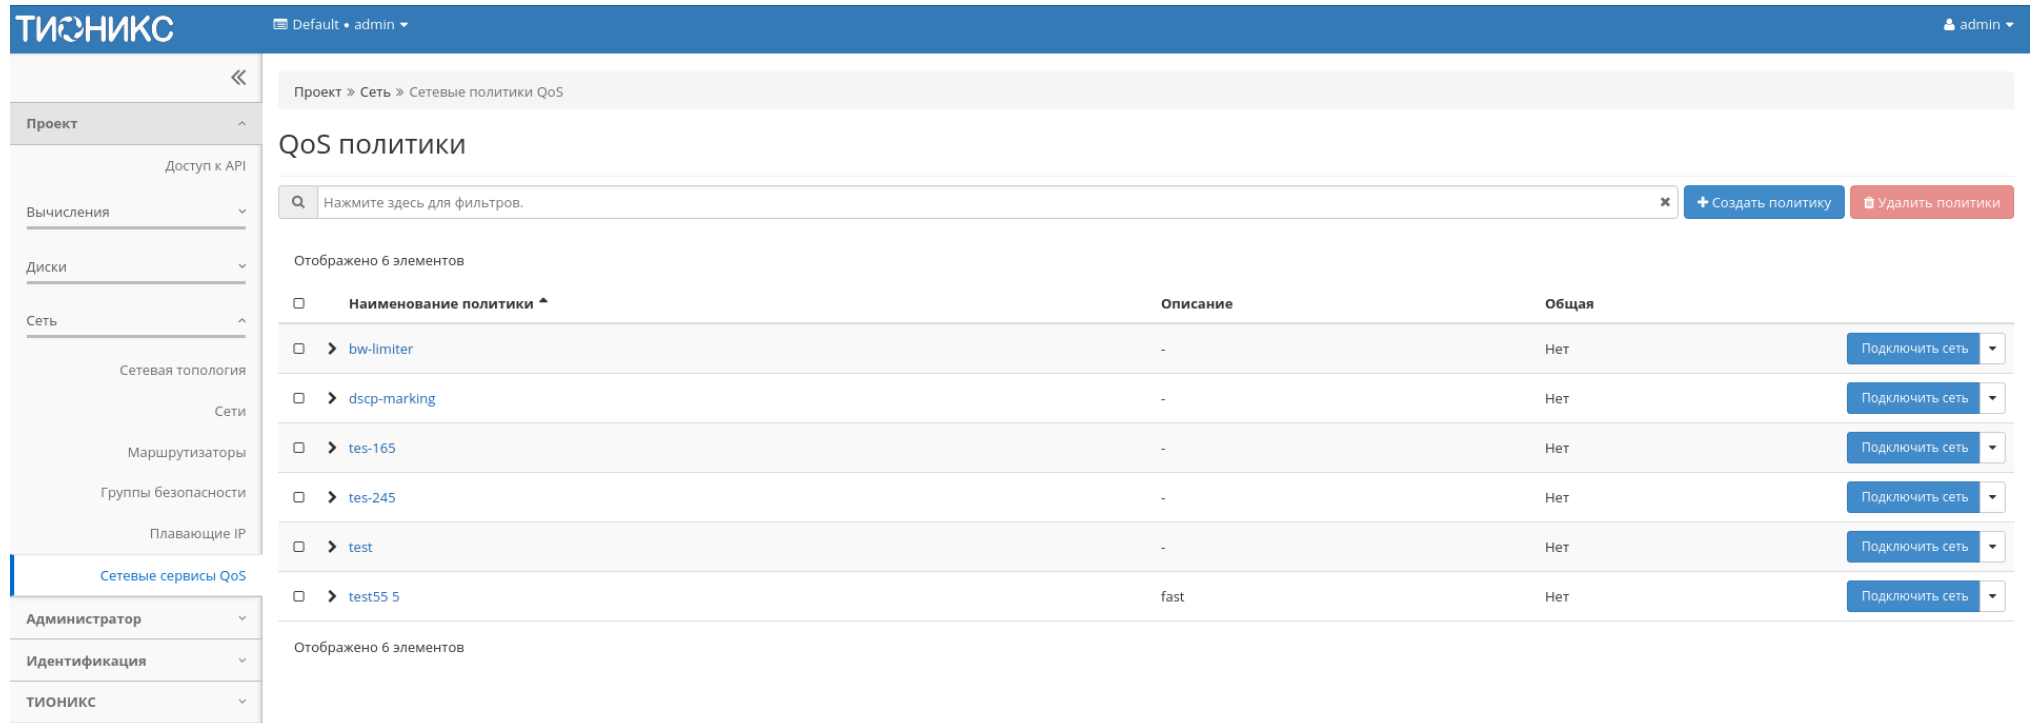 ТИОНИКС
Default • admin
admin
Проект » Сеть » Сетевые политики QoS
Проект
QoS политики
Доступ к API
Нажмите здесь для фильтров.
Создать политику
Удалить политики
Вычисления
Диски
Отображено 6 элементов
Наименование политики Описание Общая
Сеть
bw-limiter - Нет Подключить сеть
Сетевая топология
dscp-marking - Нет Подключить сеть
Сети
tes-165 - Нет Подключить сеть
Маршрутизаторы
Группы безопасности
tes-245 - Нет Подключить сеть
Плавающие IP
test - Нет Подключить сеть
Сетевые сервисы QoS
test55 5 fast Нет Подключить сеть
Администратор
Отображено 6 элементов
Идентификация
ТИОНИКС